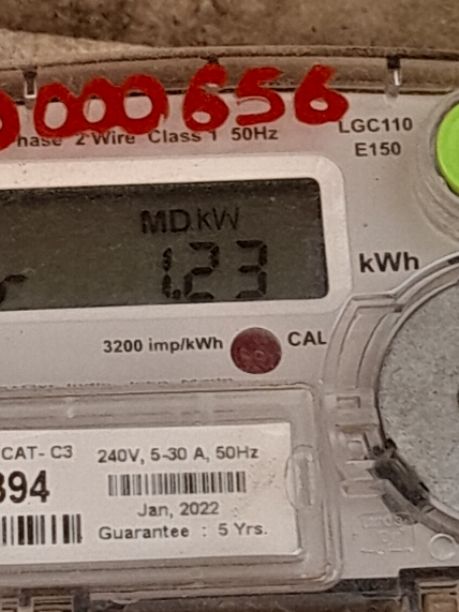 000656
hase 2 Wire Class 1 50Hz
LGC110
E150
MD kW
1.23
kWh
3200 imp/kWh
CAL
CAT- C3
240V, 5-30 A, 50Hz
394
Jan, 2022
Guarantee : 5 Yrs.